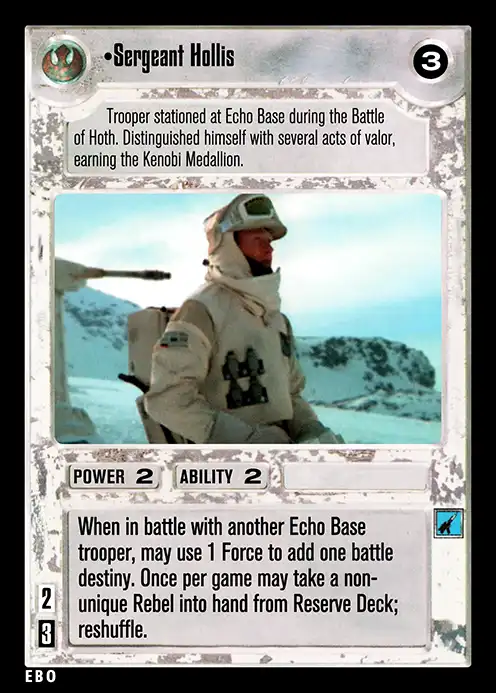 •Sergeant Hollis
3
Trooper stationed at Echo Base during the Battle
of Hoth. Distinguished himself with several acts of valor,
earning the Kenobi Medallion.
POWER 2
ABILITY 2
When in battle with another Echo Base
trooper, may use 1 Force to add one battle
destiny. Once per game may take a non-
unique Rebel into hand from Reserve Deck;
reshuffle.
2
3
EBO